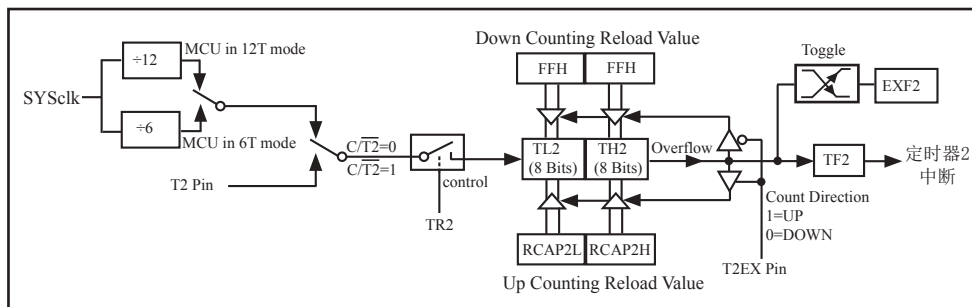 Down Counting Reload Value
Toggle
÷12
MCU in 12T mode
FFH
FFH
EXF2
SYSclk
÷6
MCU in 6T mode
C/T2=0
C/T2=1
TL2
(8 Bits)
TH2
(8 Bits)
Overflow
TF2
定时器2
中断
T2 Pin
control
Count Direction
1=UP
0=DOWN
TR2
RCAP2L
RCAP2H
T2EX Pin
Up Counting Reload Value